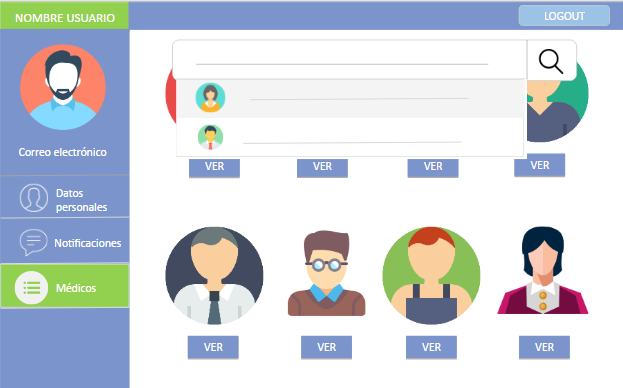 NOMBRE USUARIO
LOGOUT
Correo electrónico
Datos
personales
Notificaciones
Médicos
VER
VER
VER
VER
VER
VER
VER
VER